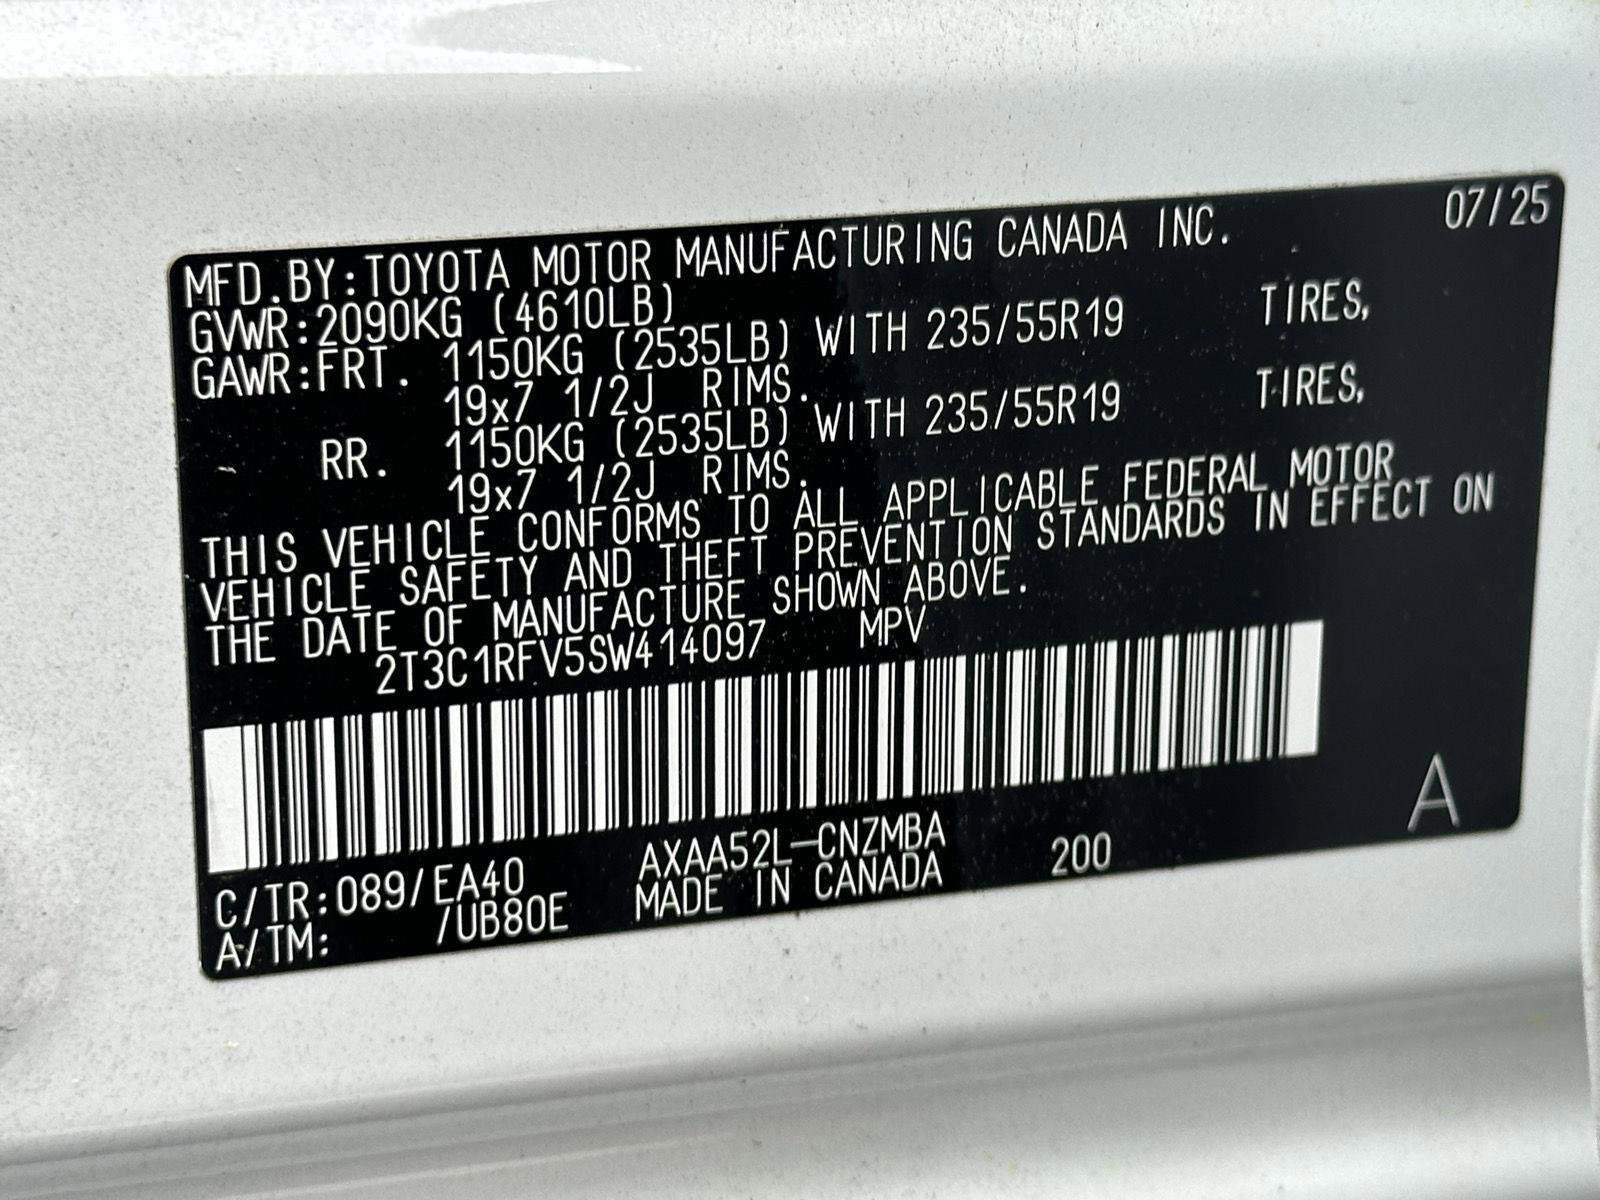 07/25
MFD.BY:TOYOTA MOTOR MANUFACTURING CANADA INC.
GVWR:2090KG (4610LB)
GAWR:FRT. 1150KG (2535LB) WITH 235/55R19 TIRES,
19x7 1/2J RIMS.
RR. 1150KG (2535LB) WITH 235/55R19 TIRES,
19x7 1/2J RIMS.
THIS VEHICLE CONFORMS TO ALL APPLICABLE FEDERAL MOTOR
VEHICLE SAFETY AND THEFT PREVENTION STANDARDS IN EFFECT ON
THE DATE OF MANUFACTURE SHOWN ABOVE.
2T3C1RFV5SW414097 MPV
A
C/TR:089/EA40 AXAA52L-CNZMBA 200
A/TM: /UB80E MADE IN CANADA